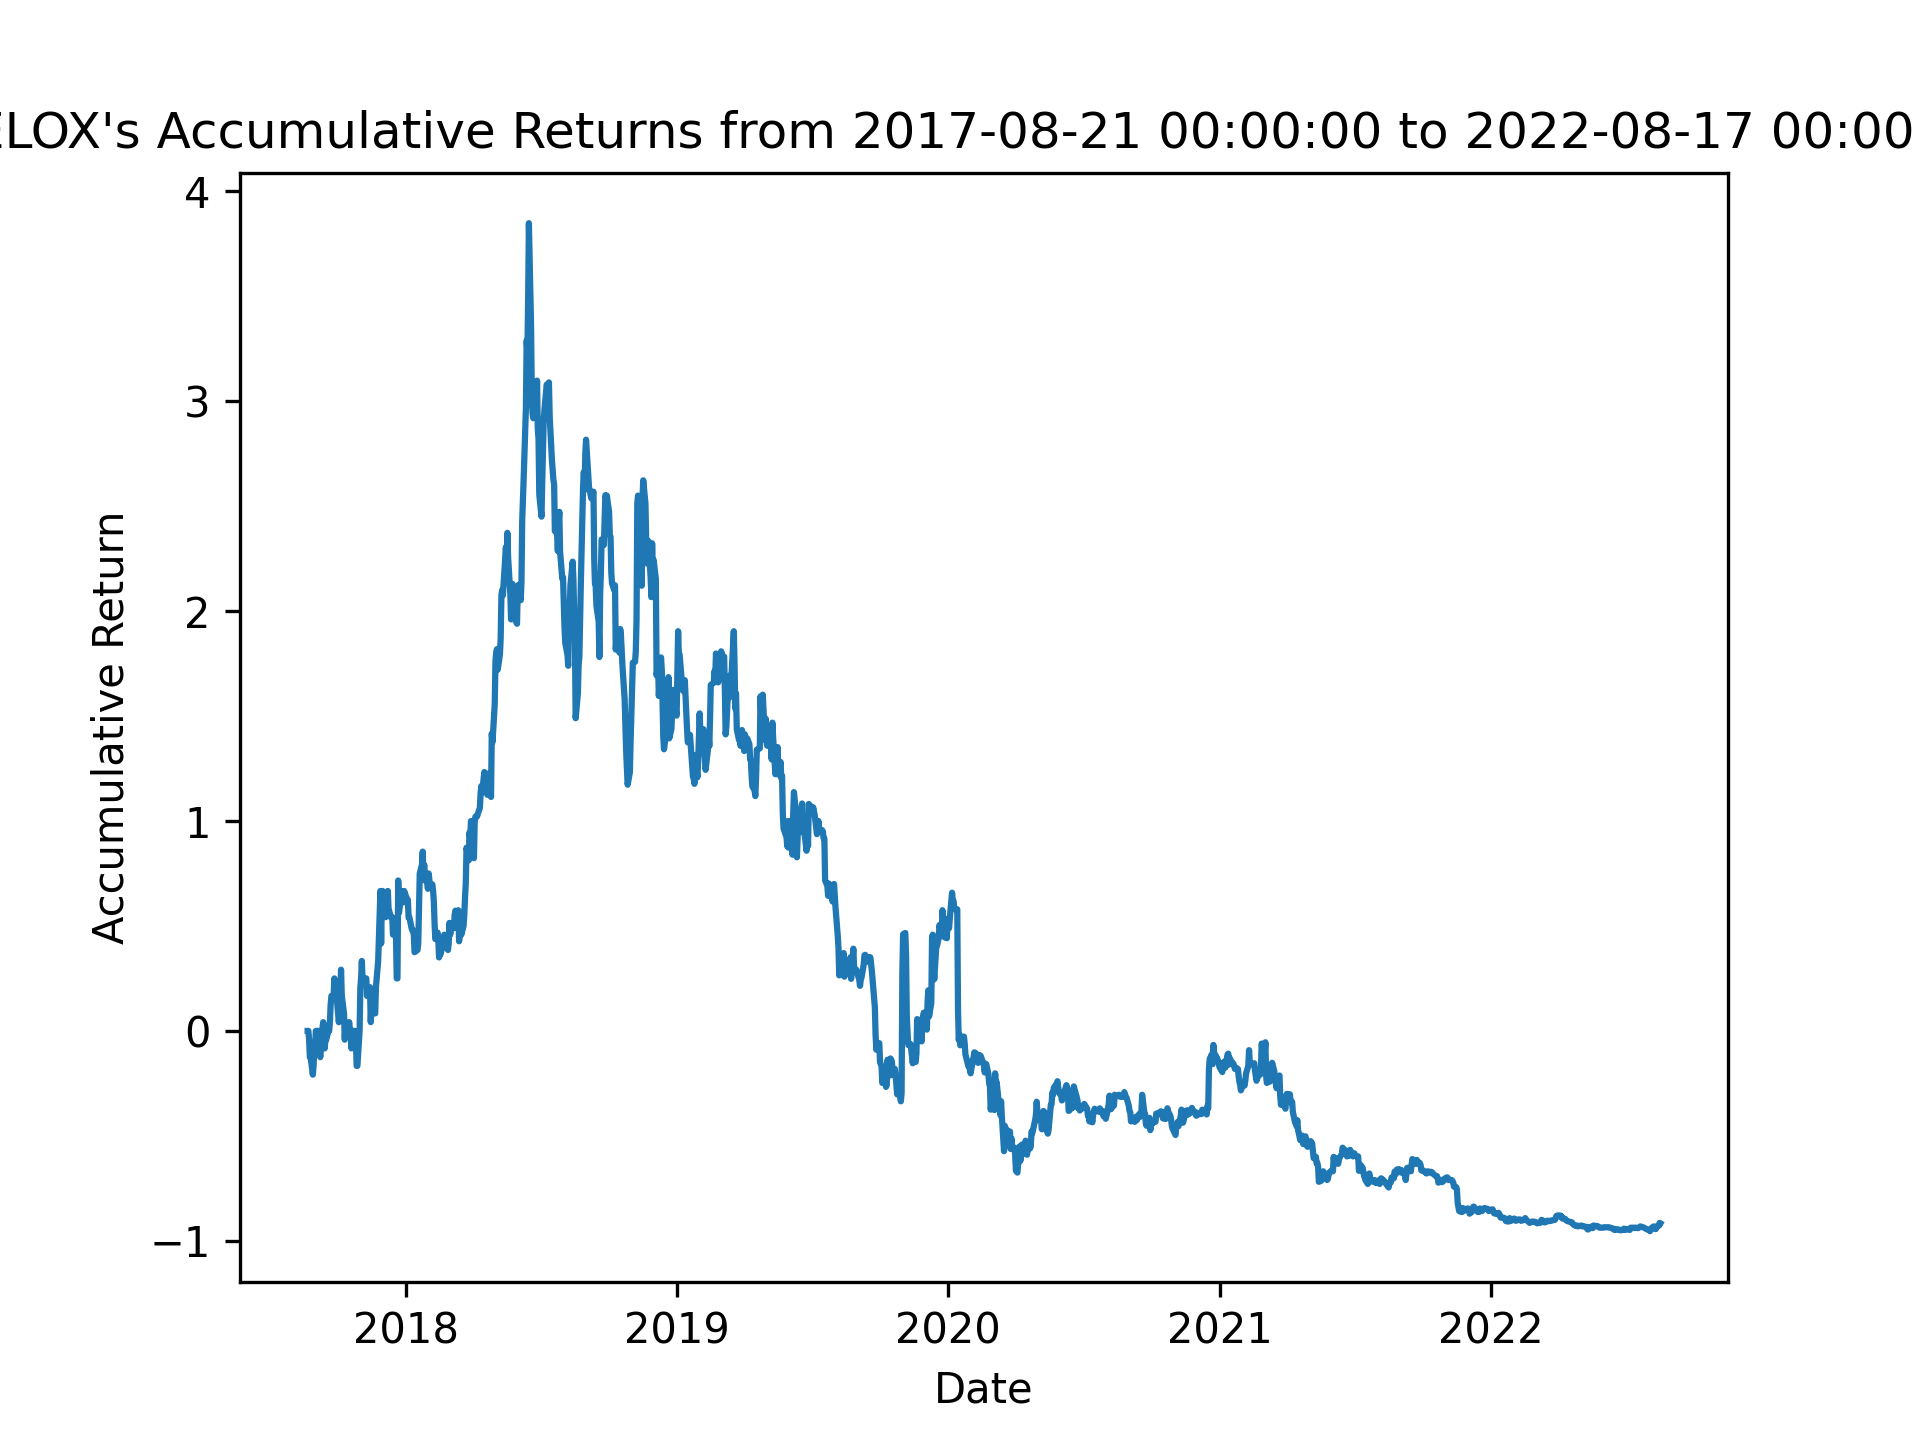 ELOX's Accumulative Returns from 2017-08-21 00:00:00 to 2022-08-17 00:00
4
3
2
1
0
−1
Accumulative Return
2018 2019 2020 2021 2022
Date